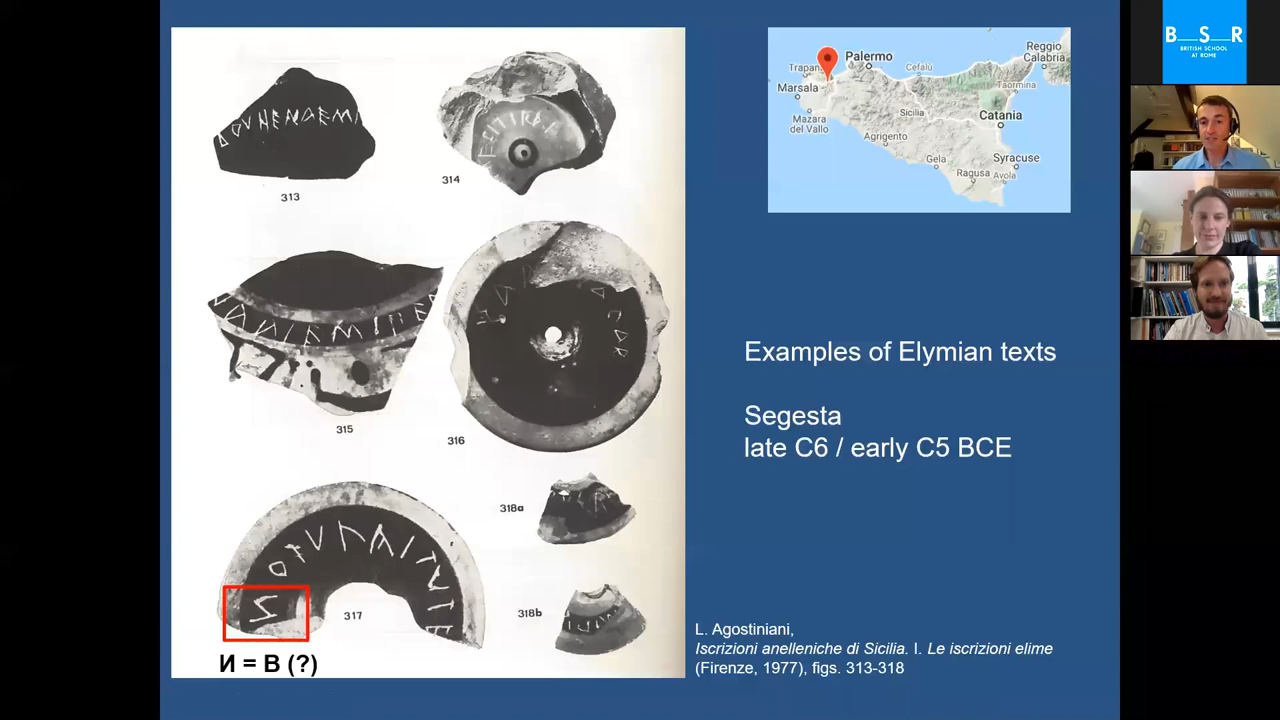 313
314
315
316
317
318a
318b
И = B (?)
Palermo
Trapani
Marsala
Mazara
del Vallo
Cefalù
Reggio
Calabria
Taormina
Sicilia
Catania
Agrigento
Gela
Syracuse
Ragusa
Avola
Examples of Elymian texts
Segesta
late C6 / early C5 BCE
L. Agostiniani,
Iscrizioni anelleniche di Sicilia. I. Le iscrizioni elime
(Firenze, 1977), figs. 313-318
B__S__R
BRITISH SCHOOL
AT ROME